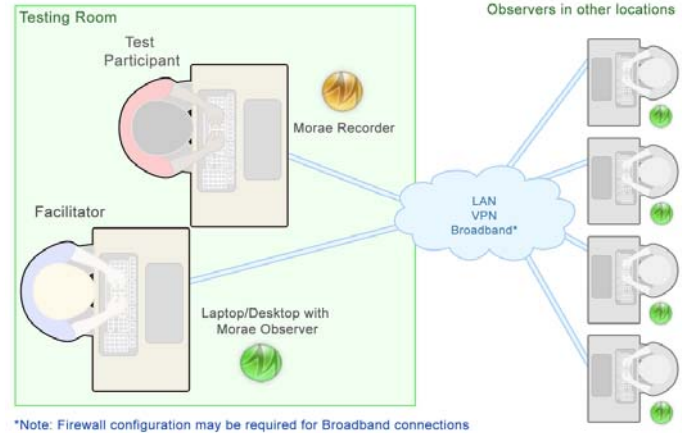 Testing Room
Observers in other locations
Test
Participant
Morae Recorder
Facilitator
LAN
VPN
Broadband*
Laptop/Desktop with
Morae Observer
*Note: Firewall configuration may be required for Broadband connections